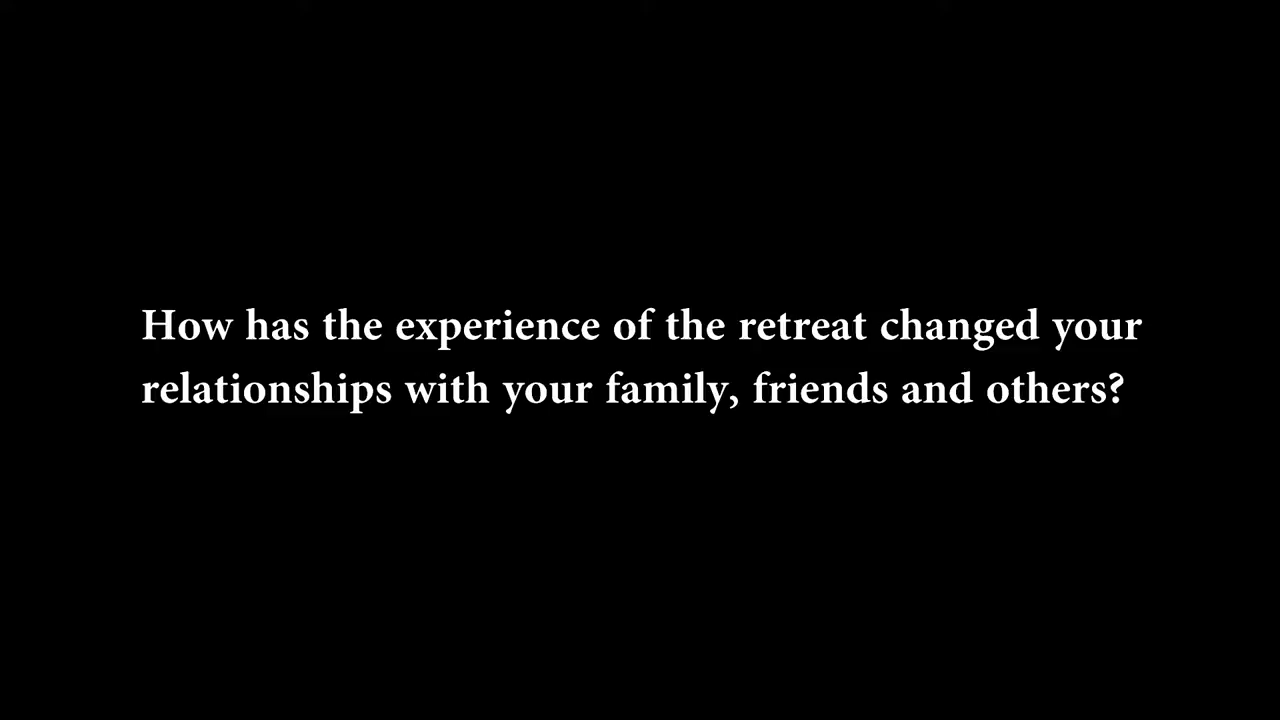 How has the experience of the retreat changed your
relationships with your family, friends and others?